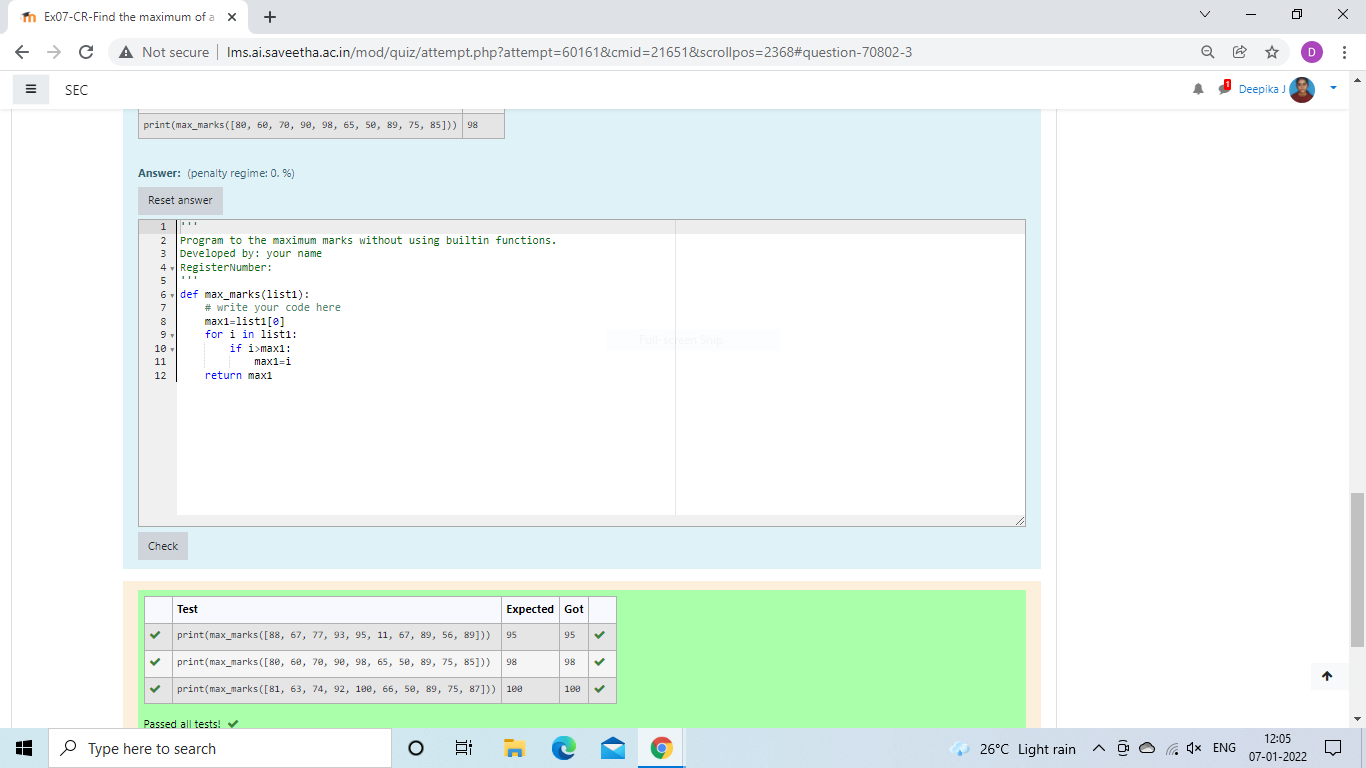 Ex07-CR-Find the maximum of a
Not secure
lms.ai.saveetha.ac.in/mod/quiz/attempt.php?attempt=60161&cmid=21651&scrollpos=2368#question-70802-3
D
SEC
1
Deepika J
print(max_marks([80, 60, 70, 90, 98, 65, 50, 89, 75, 85])) 98
Answer: (penalty regime: 0. %)
Reset answer
1 '''
2 Program to the maximum marks without using builtin functions.
3 Developed by: your name
4 RegisterNumber:
5 '''
6 def max_marks(list1):
7 # write your code here
8 max1=list1[0]
9 for i in list1:
10 if i>max1:
11 max1=i
12 return max1
Full-screen Snip
Check
Test Expected Got
print(max_marks([88, 67, 77, 93, 95, 11, 67, 89, 56, 89])) 95 95
print(max_marks([80, 60, 70, 90, 98, 65, 50, 89, 75, 85])) 98 98
print(max_marks([81, 63, 74, 92, 100, 66, 50, 89, 75, 87])) 100 100
Passed all tests!
Type here to search
26°C Light rain
ENG
12:05
07-01-2022